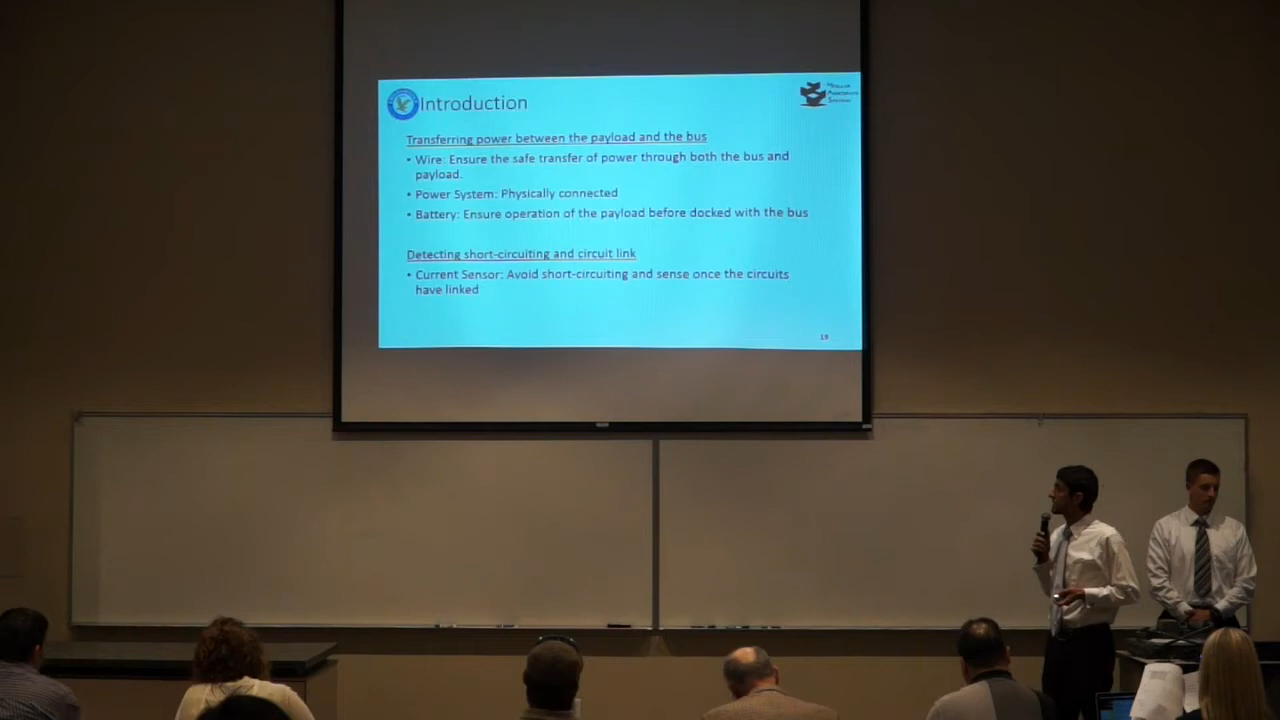 Introduction
Transferring power between the payload and the bus
• Wire: Ensure the safe transfer of power through both the bus and
payload.
• Power System: Physically connected
• Battery: Ensure operation of the payload before docked with the bus
Detecting short-circuiting and circuit link
• Current Sensor: Avoid short-circuiting and sense once the circuits
have linked
19